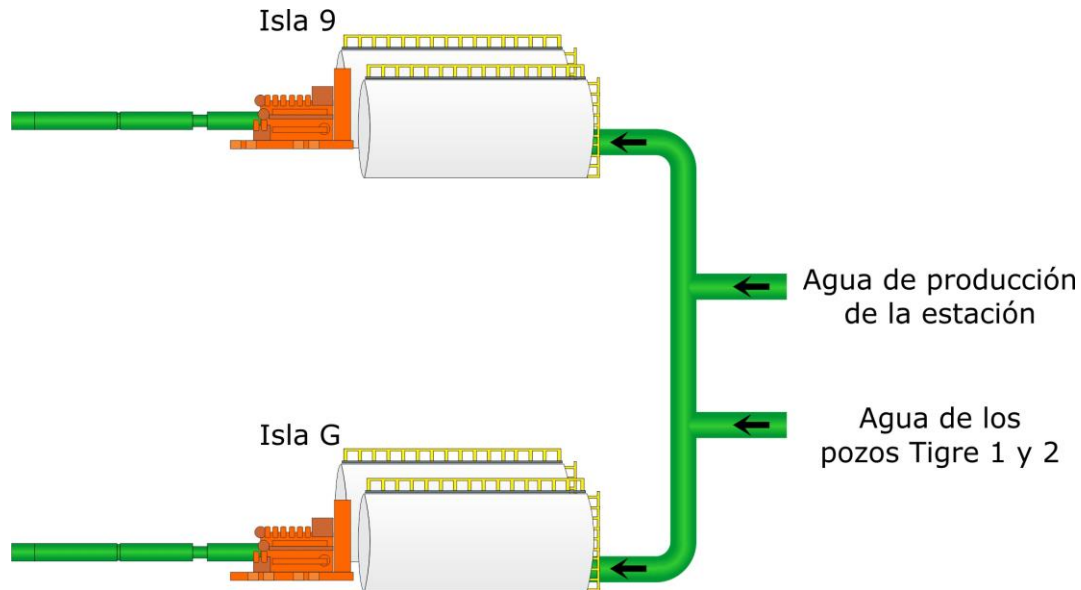 Isla 9
Agua de producción
de la estación
Agua de los
pozos Tigre 1 y 2
Isla G